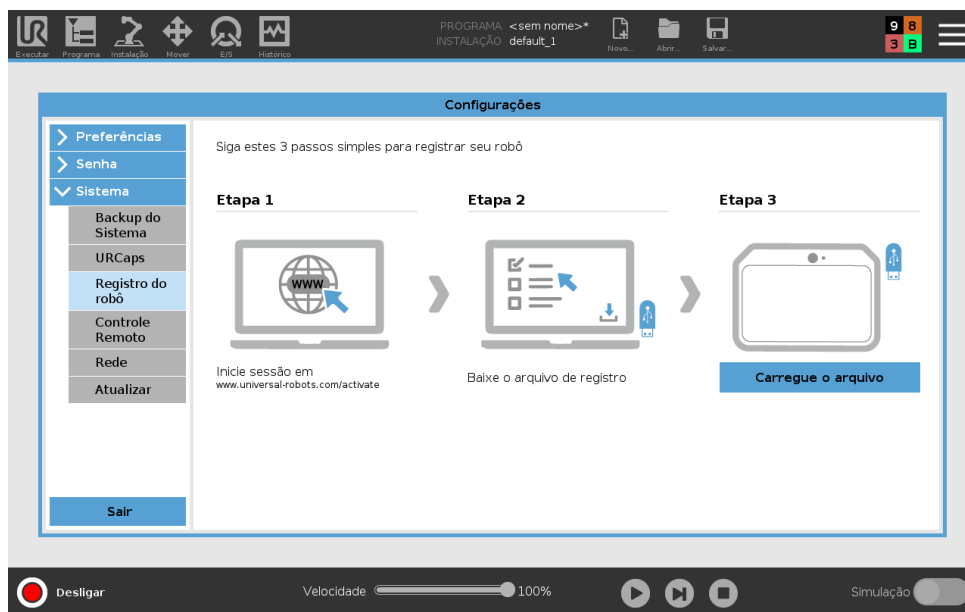 PROGRAMA <sem nome>*
INSTALAÇÃO default_1
Executar Programa Instalação Mover E/S Histórico Novo... Abrir... Salvar...
9 8
3 B
Configurações
Preferências
Senha
Sistema
Backup do
Sistema
URCaps
Registro do
robô
Controle
Remoto
Rede
Atualizar
Sair
Siga estes 3 passos simples para registrar seu robô
Etapa 1
www
Inicie sessão em
www.universal-robots.com/activate
Etapa 2
Baixe o arquivo de registro
Etapa 3
Carregue o arquivo
Desligar Velocidade 100% Simulação